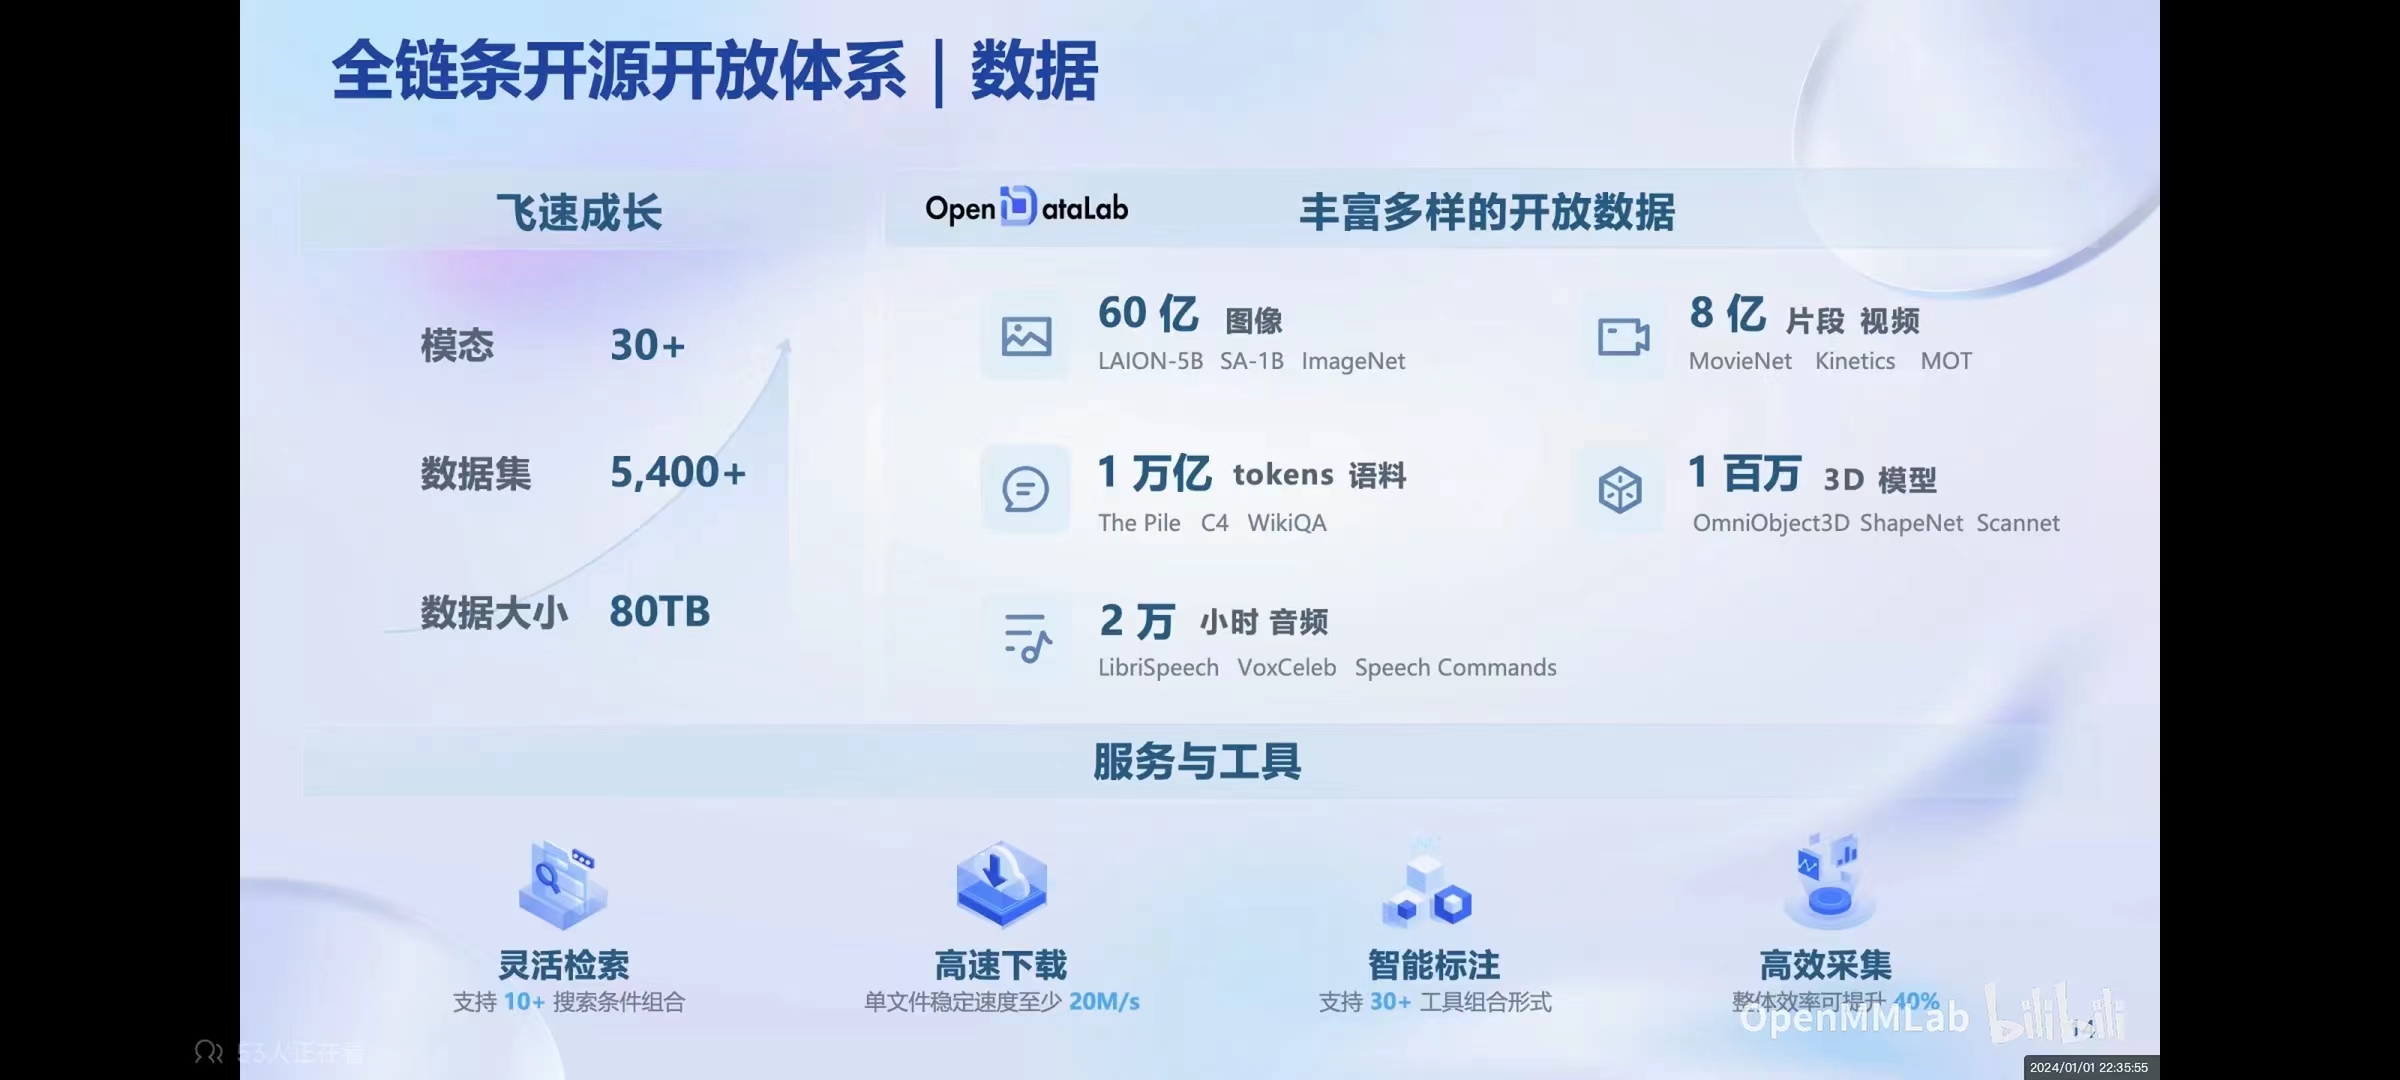 全链条开源开放体系 | 数据
飞速成长
模态 30+
数据集 5,400+
数据大小 80TB
OpenDataLab 丰富多样的开放数据
60 亿 图像
LAION-5B SA-1B ImageNet
8 亿 片段 视频
MovieNet Kinetics MOT
1 万亿 tokens 语料
The Pile C4 WikiQA
1 百万 3D 模型
OmniObject3D ShapeNet Scannet
2 万 小时 音频
LibriSpeech VoxCeleb Speech Commands
服务与工具
灵活检索
支持 10+ 搜索条件组合
高速下载
单文件稳定速度至少 20M/s
智能标注
支持 30+ 工具组合形式
高效采集
整体效率可提升 40%
OpenMMLab bilibili
14
53人正在看
2024/01/01 22:35:55